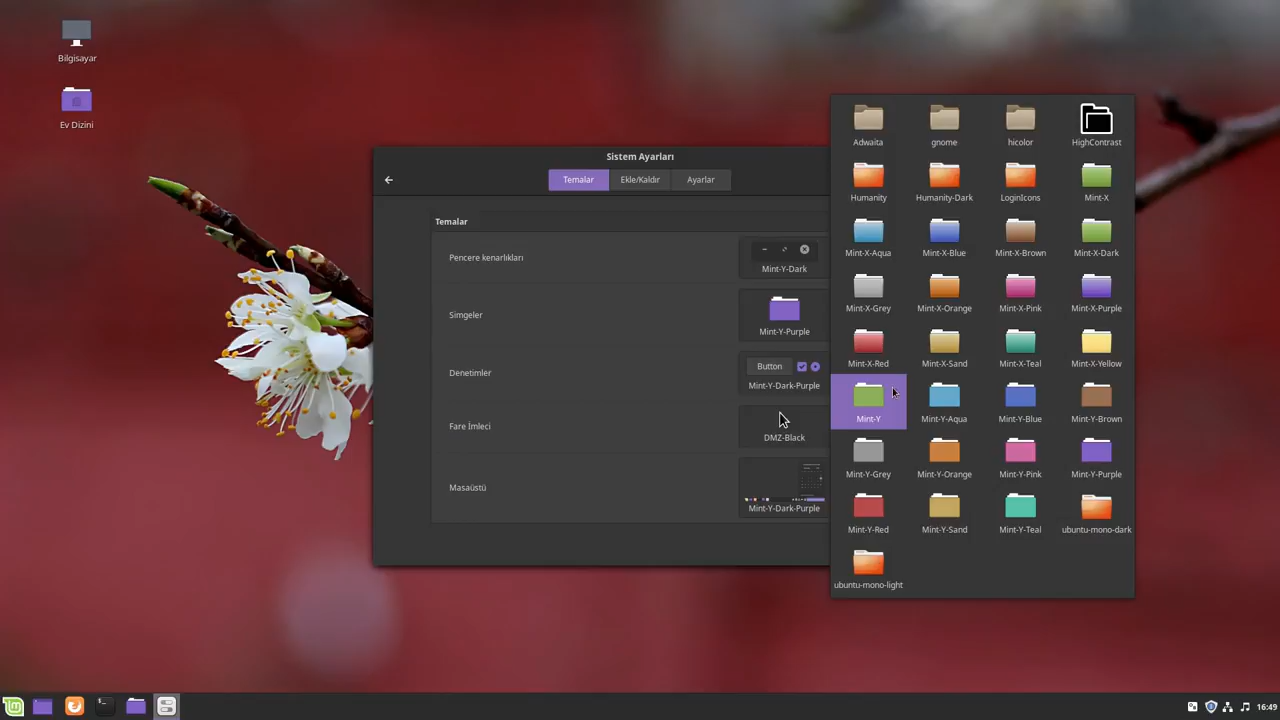 Bilgisayar
Ev Dizini
Sistem Ayarları
Temalar Ekle/Kaldır Ayarlar
Temalar
Pencere kenarlıkları
Mint-Y-Dark
Simgeler
Mint-Y-Purple
Denetimler
Button
Mint-Y-Dark-Purple
Fare İmleci
DMZ-Black
Masaüstü
Mint-Y-Dark-Purple
Adwaita gnome hicolor HighContrast
Humanity Humanity-Dark LoginIcons Mint-X
Mint-X-Aqua Mint-X-Blue Mint-X-Brown Mint-X-Dark
Mint-X-Grey Mint-X-Orange Mint-X-Pink Mint-X-Purple
Mint-X-Red Mint-X-Sand Mint-X-Teal Mint-X-Yellow
Mint-Y Mint-Y-Aqua Mint-Y-Blue Mint-Y-Brown
Mint-Y-Grey Mint-Y-Orange Mint-Y-Pink Mint-Y-Purple
Mint-Y-Red Mint-Y-Sand Mint-Y-Teal ubuntu-mono-dark
ubuntu-mono-light
16:49